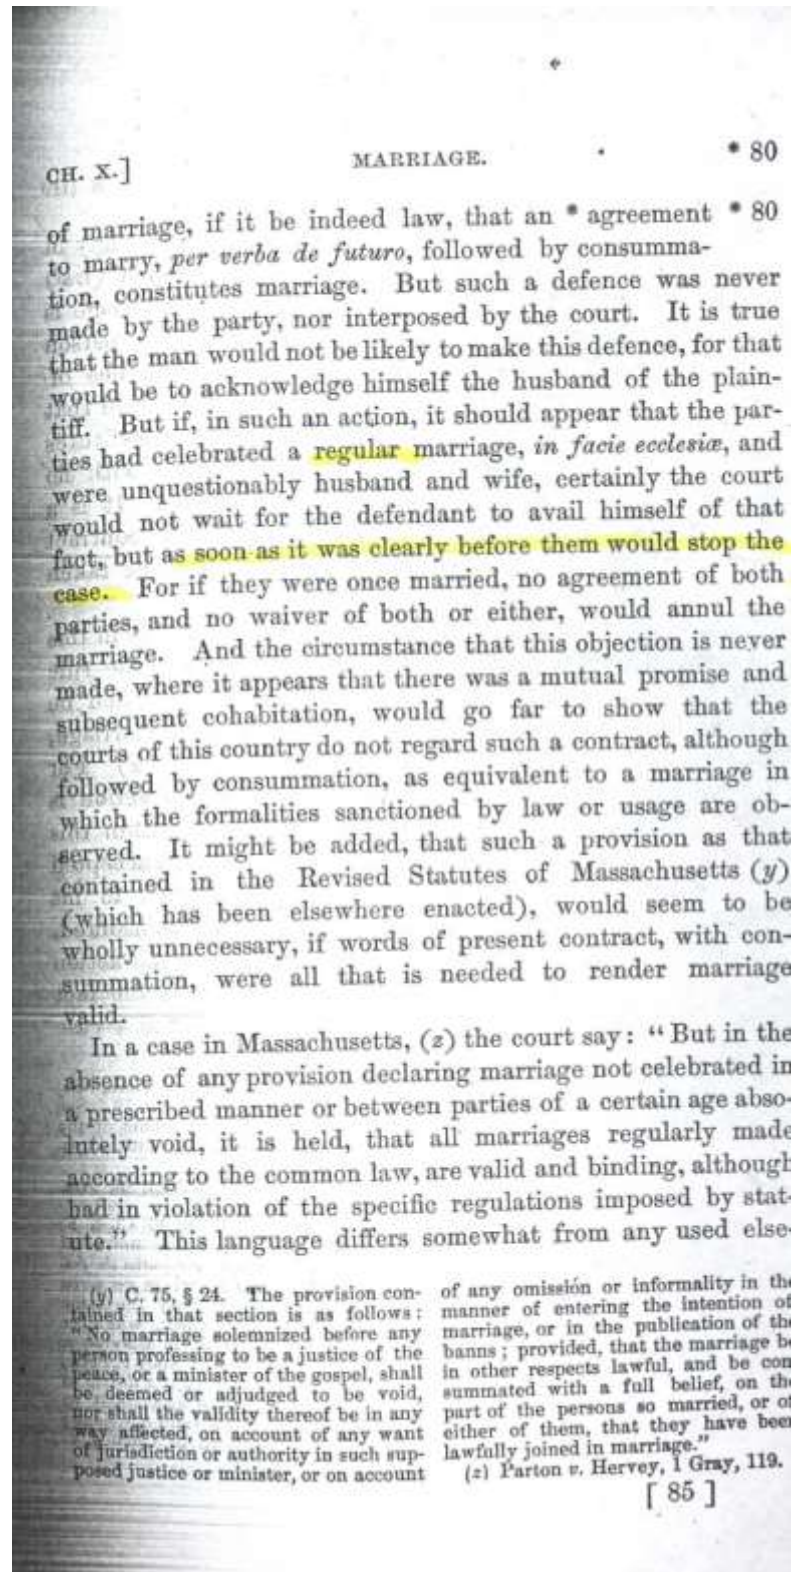 CH. X.] MARRIAGE. * 80
of marriage, if it be indeed law, that an * agreement * 80
to marry, per verba de futuro, followed by consumma-
tion, constitutes marriage. But such a defence was never
made by the party, nor interposed by the court. It is true
that the man would not be likely to make this defence, for that
would be to acknowledge himself the husband of the plain-
tiff. But if, in such an action, it should appear that the par-
ties had celebrated a regular marriage, in facie ecclesiæ, and
were unquestionably husband and wife, certainly the court
would not wait for the defendant to avail himself of that
fact, but as soon as it was clearly before them would stop the
case. For if they were once married, no agreement of both
parties, and no waiver of both or either, would annul the
marriage. And the circumstance that this objection is never
made, where it appears that there was a mutual promise and
subsequent cohabitation, would go far to show that the
courts of this country do not regard such a contract, although
followed by consummation, as equivalent to a marriage in
which the formalities sanctioned by law or usage are ob-
served. It might be added, that such a provision as that
contained in the Revised Statutes of Massachusetts (y)
(which has been elsewhere enacted), would seem to be
wholly unnecessary, if words of present contract, with con-
summation, were all that is needed to render marriage
valid.
In a case in Massachusetts, (z) the court say: "But in the
absence of any provision declaring marriage not celebrated in
a prescribed manner or between parties of a certain age abso-
lutely void, it is held, that all marriages regularly made
according to the common law, are valid and binding, although
had in violation of the specific regulations imposed by stat-
ute." This language differs somewhat from any used else-
(y) C. 75, § 24. The provision con-
tained in that section is as follows:
"No marriage solemnized before any
person professing to be a justice of the
peace, or a minister of the gospel, shall
be deemed or adjudged to be void,
nor shall the validity thereof be in any
way affected, on account of any want
of jurisdiction or authority in such sup-
posed justice or minister, or on account
of any omission or informality in the
manner of entering the intention of
marriage, or in the publication of the
banns; provided, that the marriage be
in other respects lawful, and be con-
summated with a full belief, on the
part of the persons so married, or of
either of them, that they have been
lawfully joined in marriage."
(z) Parton v. Hervey, 1 Gray, 119.
[ 85 ]